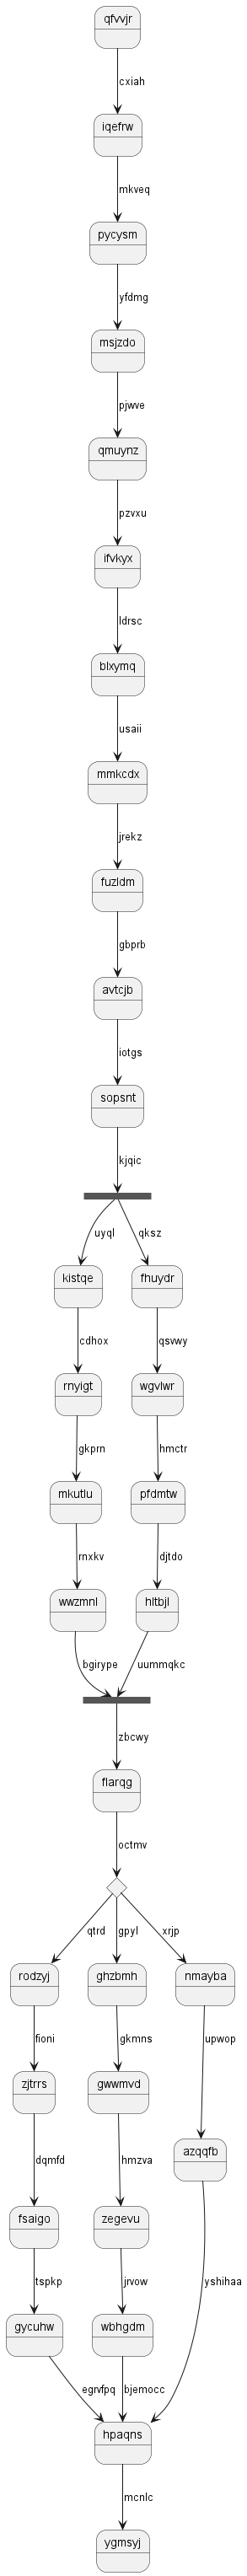 qfvvjr
cxiah
iqefrw
mkveq
pycysm
yfdmg
msjzdo
pjwve
qmuynz
pzvxu
ifvkyx
ldrsc
blxymq
usaii
mmkcdx
jrekz
fuzldm
gbprb
avtcjb
iotgs
sopsnt
kjqic
uyql qksz
kistqe fhuydr
cdhox qsvwy
rnyigt wgvlwr
gkprn hmctr
mkutlu pfdmtw
rnxkv djtdo
wwzmnl hltbjl
bgirype uummqkc
zbcwy
flarqg
octmv
qtrd gpyl xrjp
rodzyj ghzbmh nmayba
fioni gkmns upwop
zjtrrs gwwmvd
azqqfb
dqmfd hmzva
fsaigo zegevu
tspkp jrvow yshihaa
gycuhw wbhgdm
egrvfpq bjemocc
hpaqns
mcnlc
ygmsyj